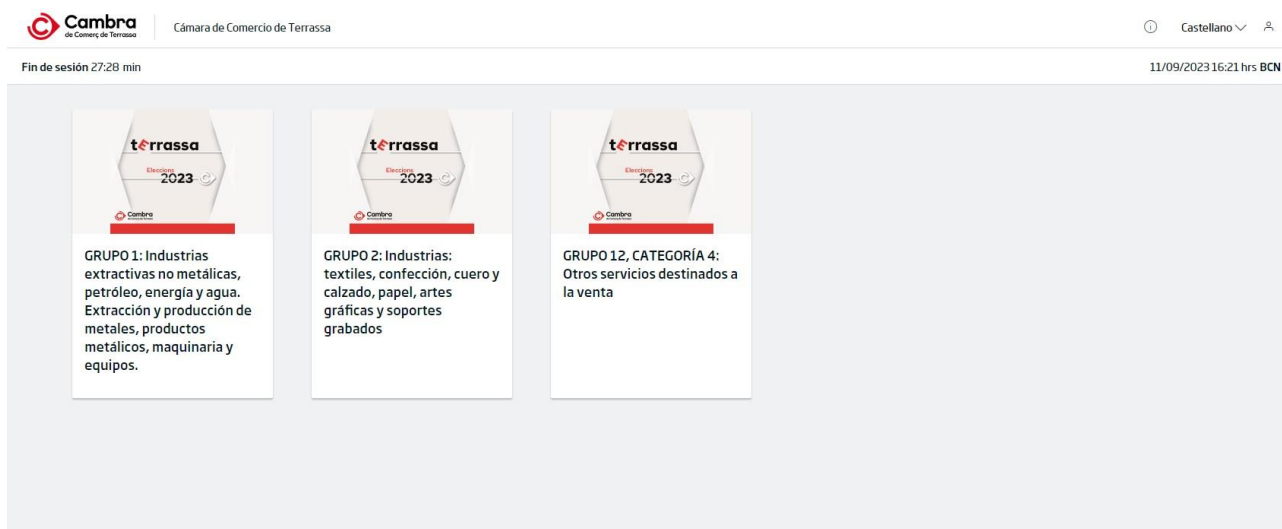 Cambra
de Comerç de Terrassa
Cámara de Comercio de Terrassa
Castellano
Fin de sesión 27:28 min
11/09/2023 16:21 hrs BCN
terrassa
Eleccions
2023
Cambra
GRUPO 1: Industrias
extractivas no metálicas,
petróleo, energía y agua.
Extracción y producción de
metales, productos
metálicos, maquinaria y
equipos.
terrassa
Eleccions
2023
Cambra
GRUPO 2: Industrias:
textiles, confección, cuero y
calzado, papel, artes
gráficas y soportes
grabados
terrassa
Eleccions
2023
Cambra
GRUPO 12, CATEGORÍA 4:
Otros servicios destinados a
la venta